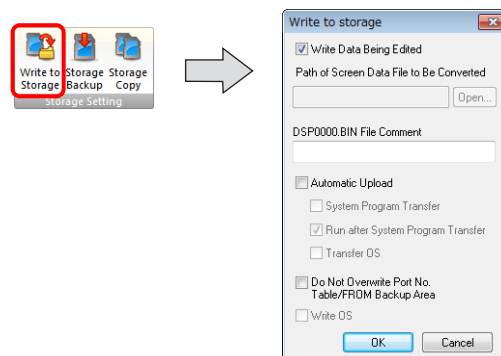 Write to Storage Storage
Storage Backup Copy
Storage Setting
Write to storage
Write Data Being Edited
Path of Screen Data File to Be Converted
Open...
DSP0000.BIN File Comment
Automatic Upload
System Program Transfer
Run after System Program Transfer
Transfer OS
Do Not Overwrite Port No.
Table/FROM Backup Area
Write OS
OK Cancel